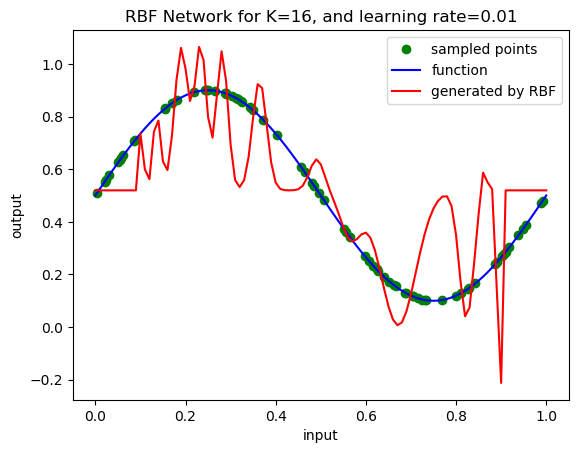 RBF Network for K=16, and learning rate=0.01
sampled points
function
generated by RBF
output
1.0
0.8
0.6
0.4
0.2
0.0
−0.2
0.0 0.2 0.4 0.6 0.8 1.0
input